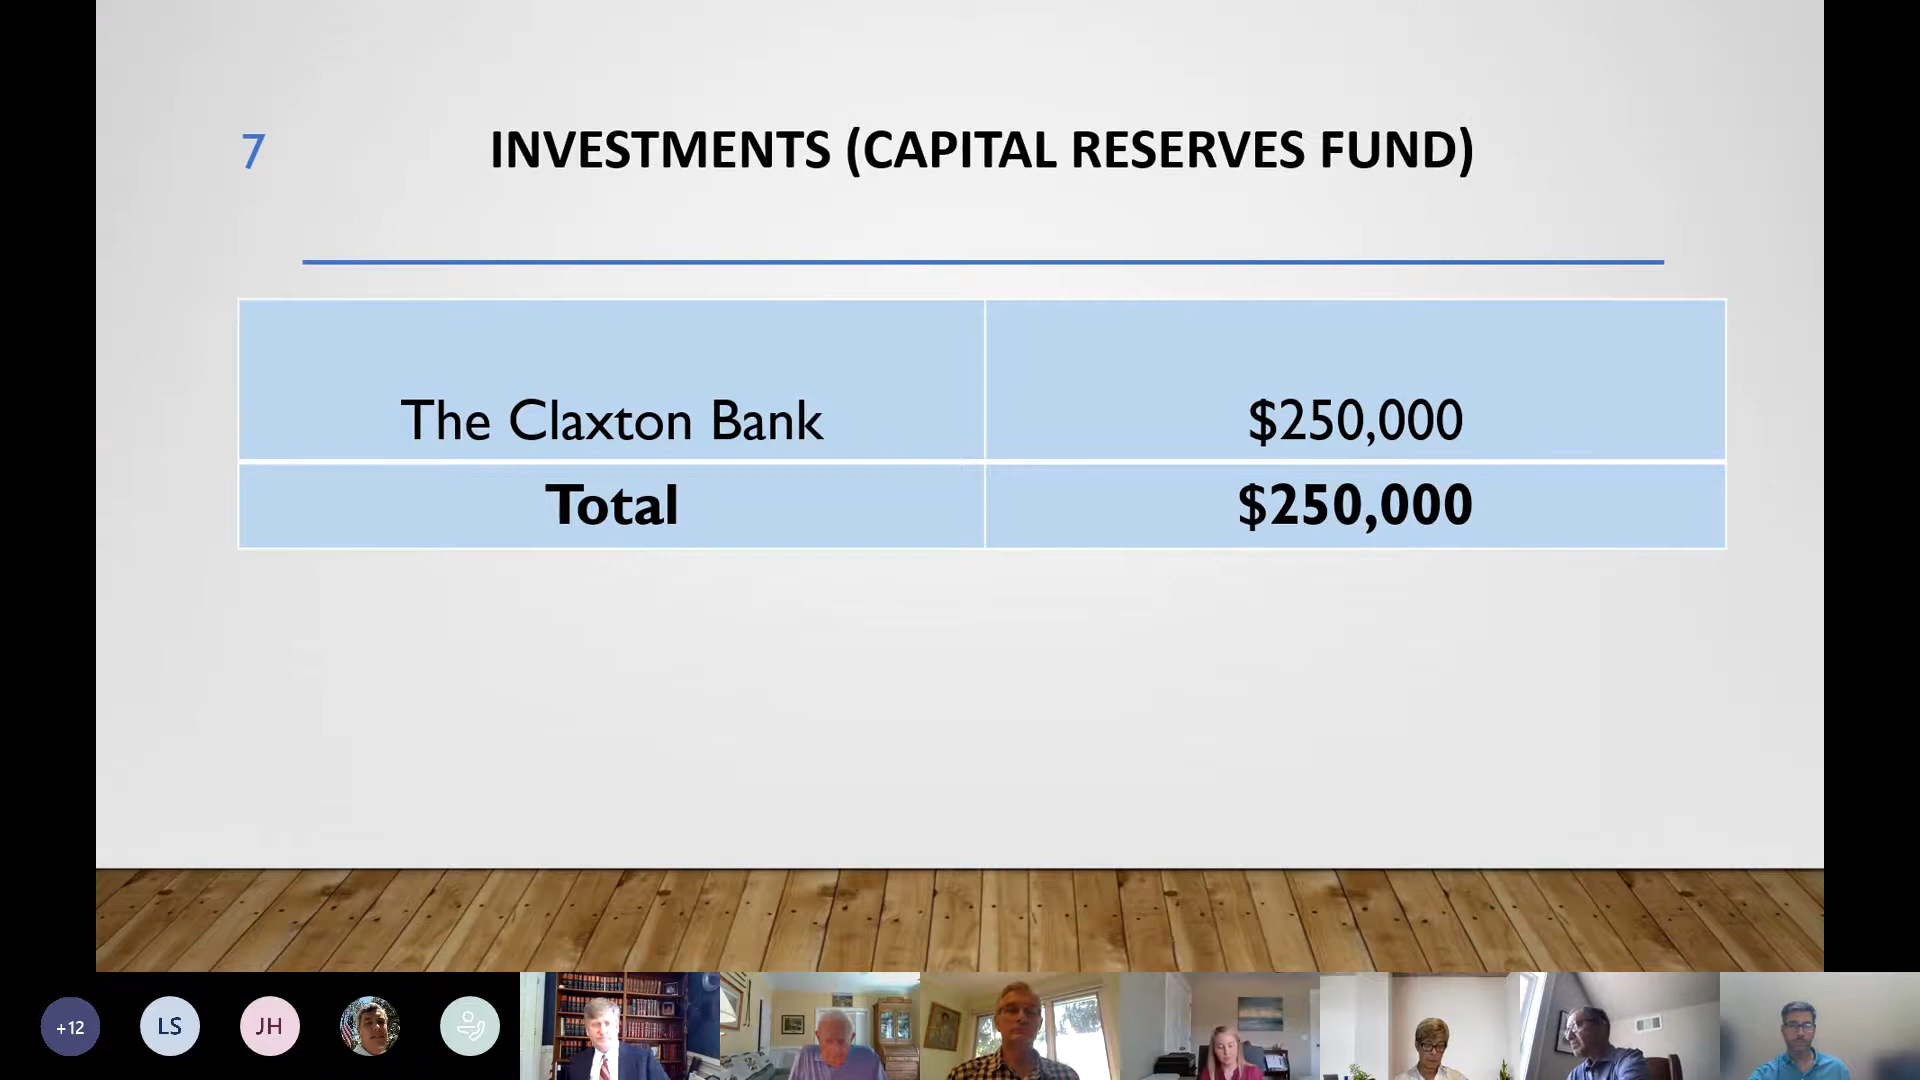 7
INVESTMENTS (CAPITAL RESERVES FUND)
The Claxton Bank $250,000
Total $250,000
+12 LS JH